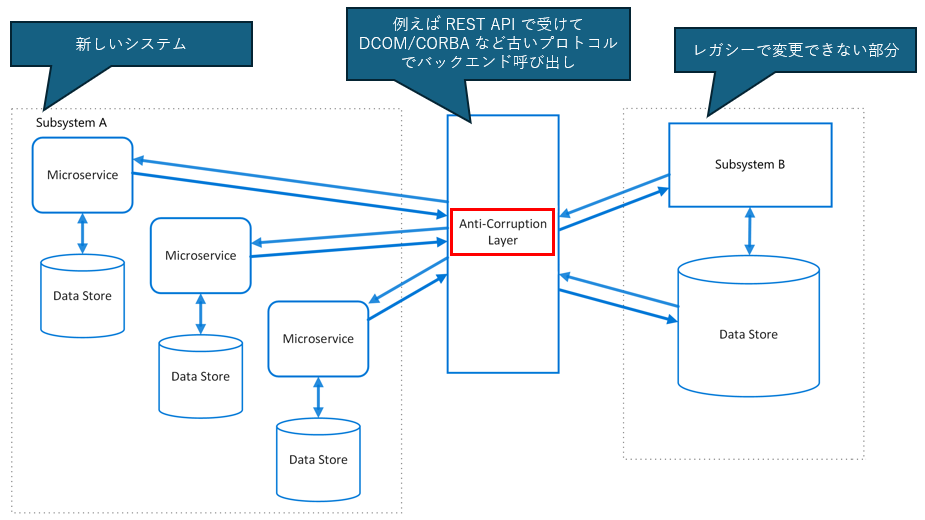 新しいシステム
例えば REST API で受けて
DCOM/CORBA など古いプロトコル
でバックエンド呼び出し
レガシーで変更できない部分
Subsystem A
Microservice
Data Store
Microservice
Data Store
Microservice
Data Store
Anti-Corruption
Layer
Subsystem B
Data Store